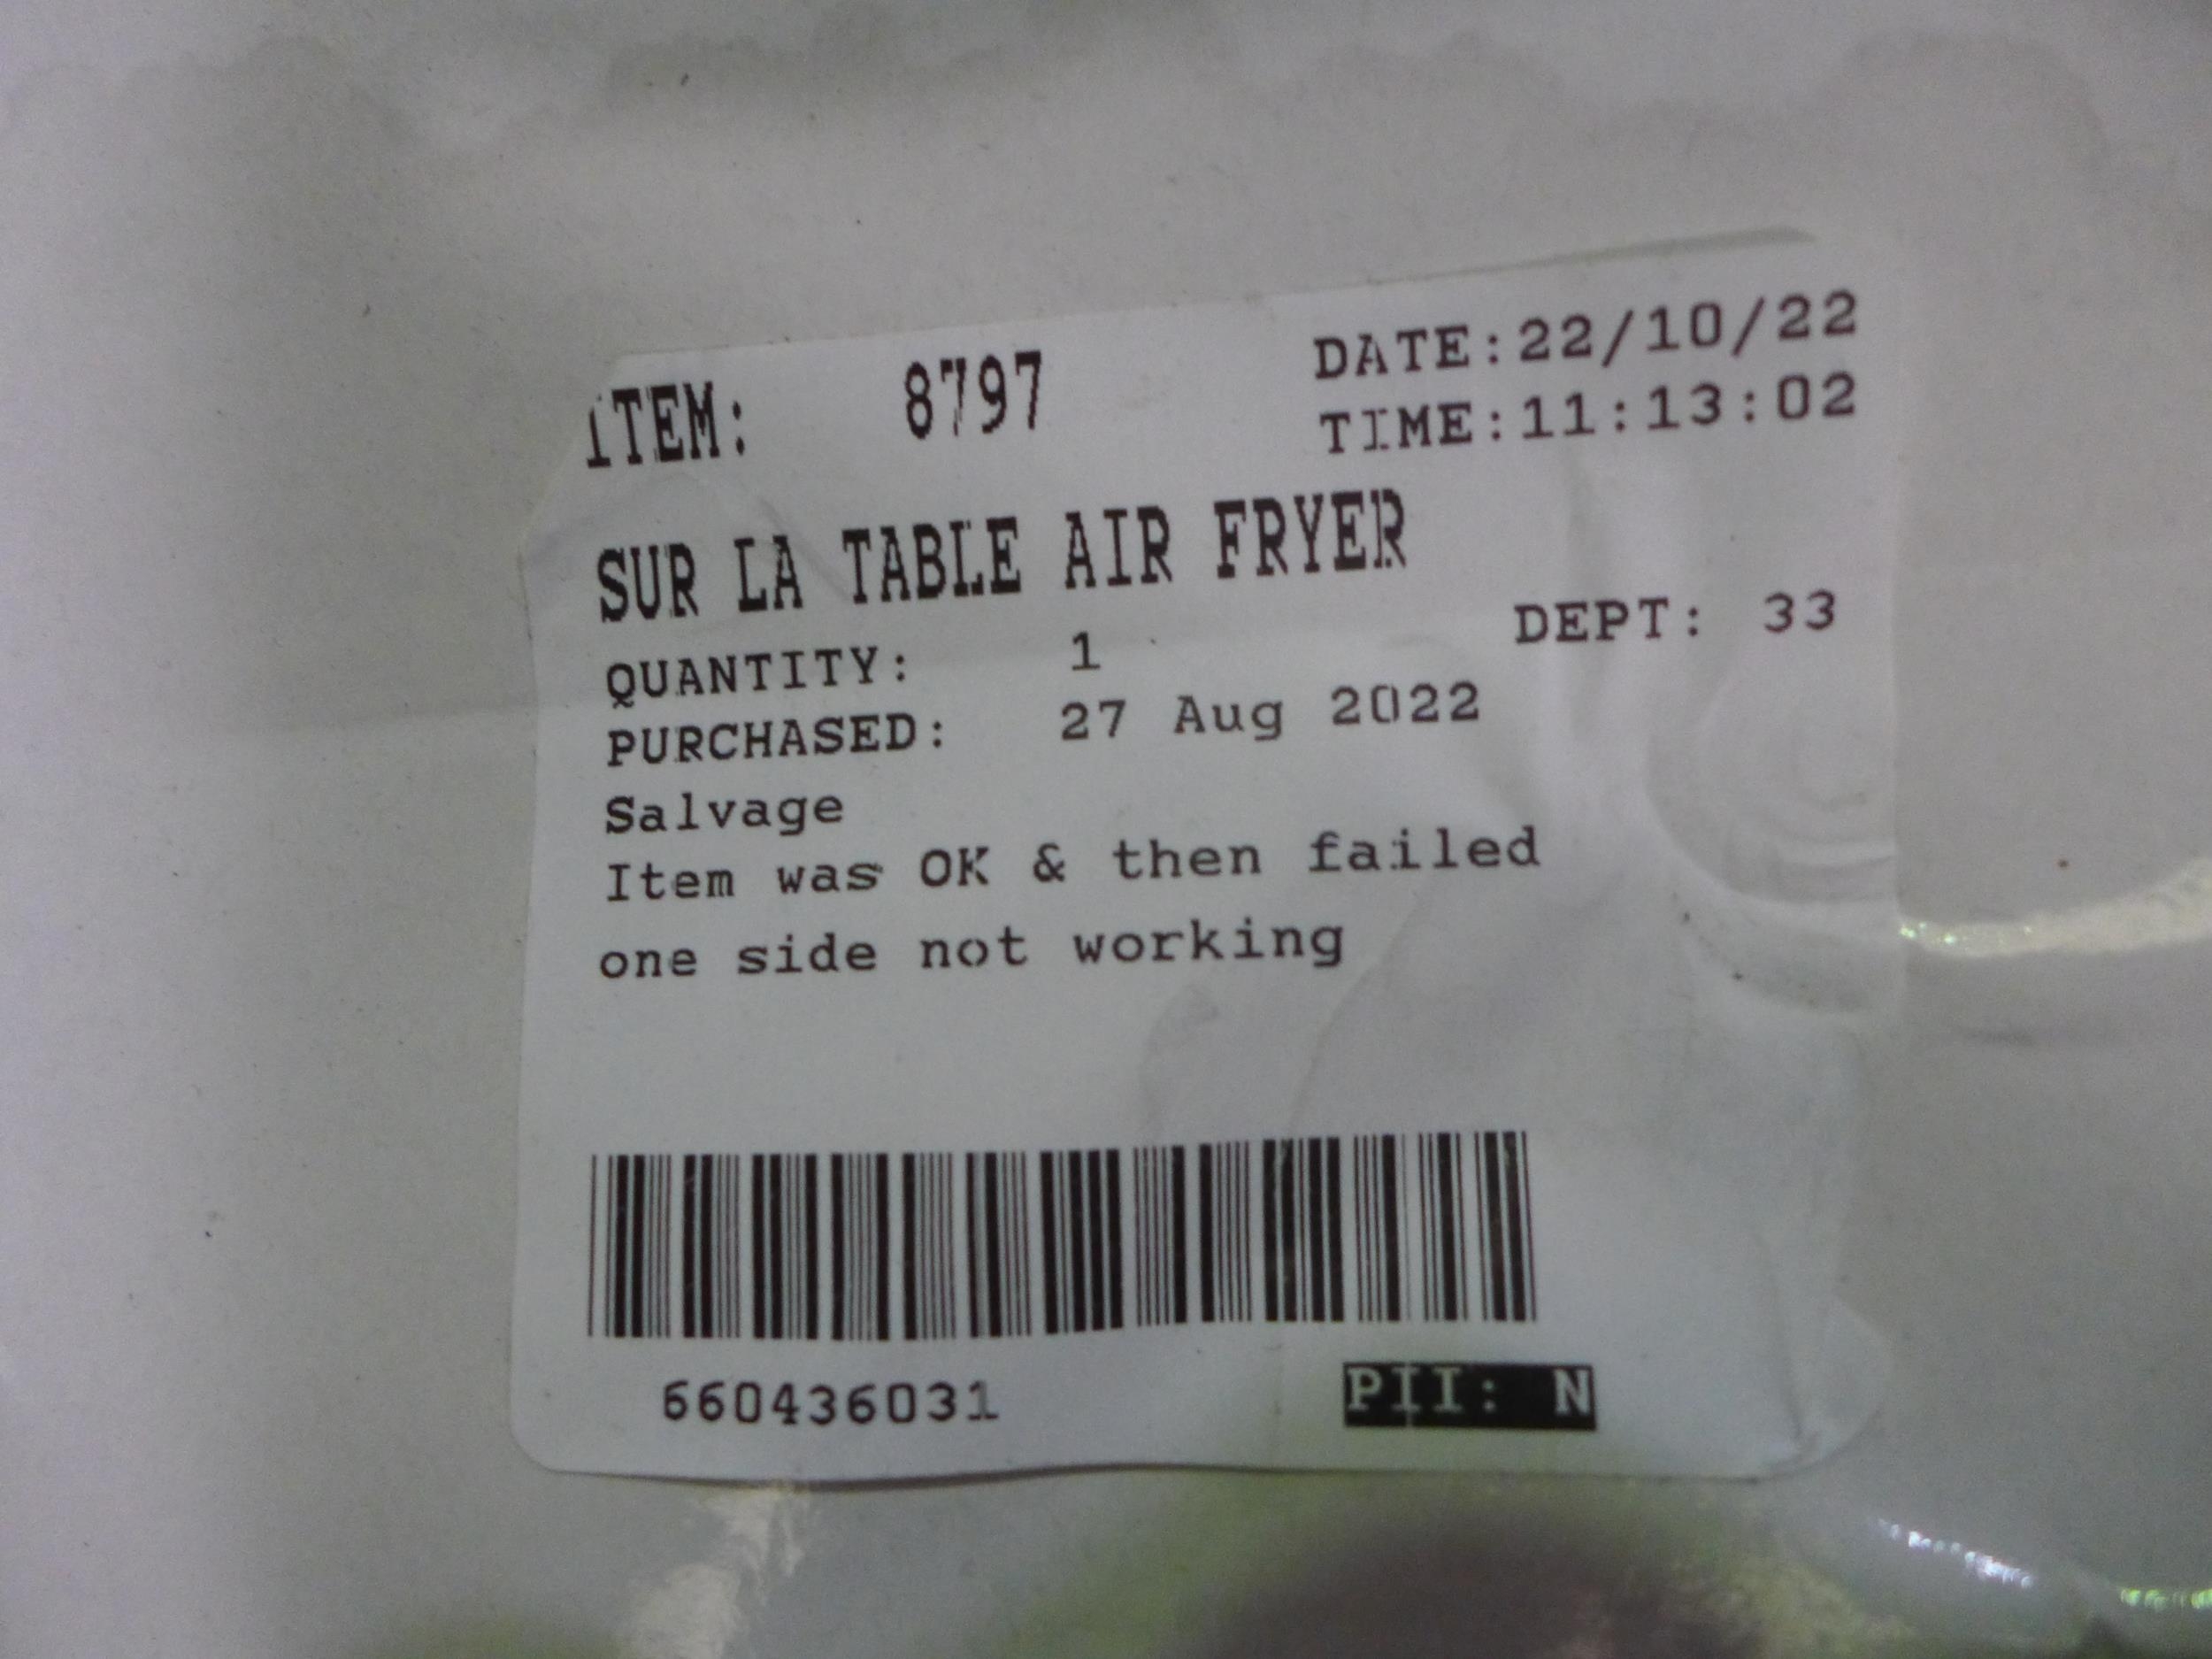 ITEM: 8797 DATE:22/10/22
TIME:11:13:02
SUR LA TABLE AIR FRYER
QUANTITY: 1 DEPT: 33
PURCHASED: 27 Aug 2022
Salvage
Item was OK & then failed
one side not working
660436031 PII: N